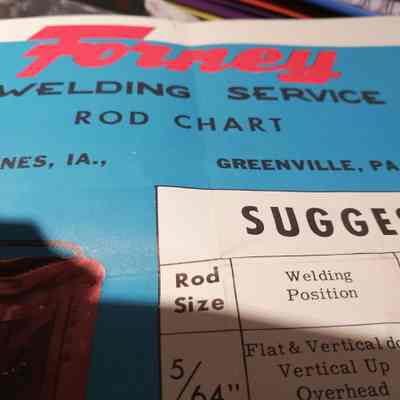 Forney
WELDING SERVICE
ROD CHART
NES, IA., GREENVILLE, PA
SUGGES
Rod
Size
Welding
Position
5/64"
Flat & Vertical do
Vertical Up
Overhead